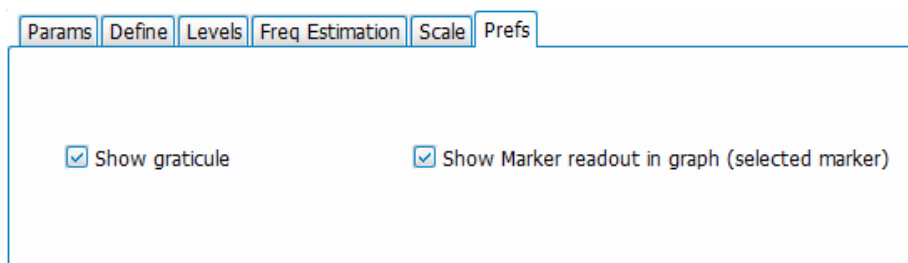 Params Define Levels Freq Estimation Scale Prefs
Show graticule Show Marker readout in graph (selected marker)